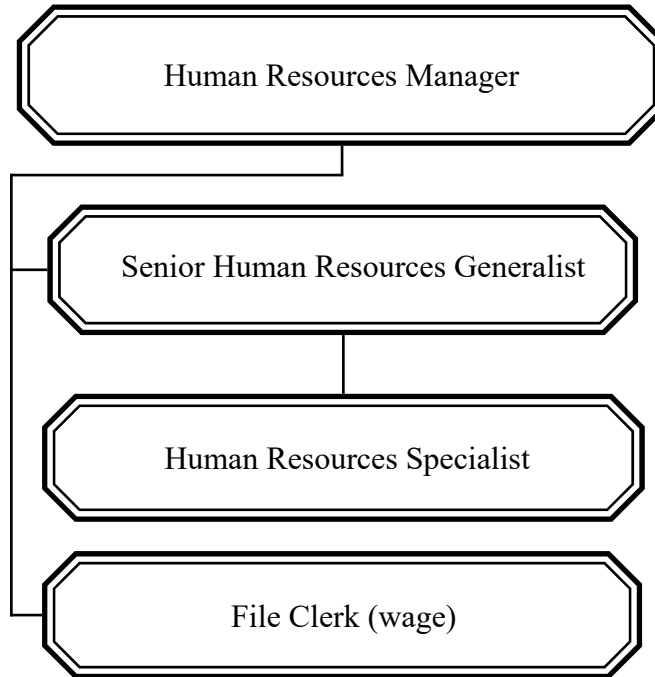 Human Resources Manager
Senior Human Resources Generalist
Human Resources Specialist
File Clerk (wage)